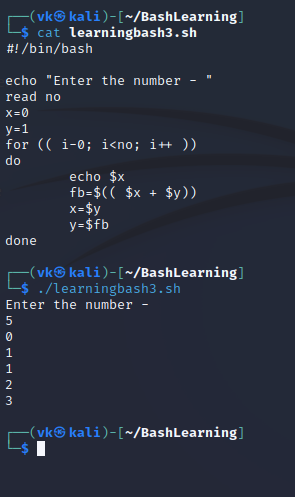 ┌──(vk㉿kali)-[~/BashLearning]
└─$ cat learningbash3.sh
#!/bin/bash

echo "Enter the number - "
read no
x=0
y=1
for (( i-0; i<no; i++ ))
do
        echo $x
        fb=$(( $x + $y))
        x=$y
        y=$fb
done

┌──(vk㉿kali)-[~/BashLearning]
└─$ ./learningbash3.sh
Enter the number -
5
0
1
1
2
3

┌──(vk㉿kali)-[~/BashLearning]
└─$